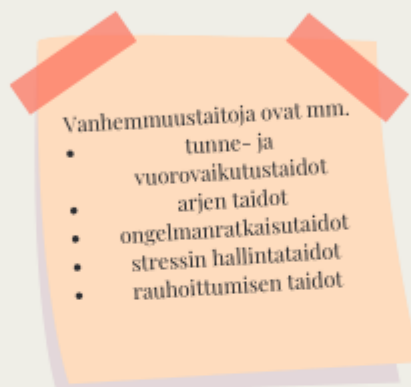 Vanhemmuustaitoja ovat mm.
• tunne- ja
vuorovaikutustaidot
• arjen taidot
• ongelmanratkaisutaidot
• stressin hallintataidot
• rauhoittumisen taidot